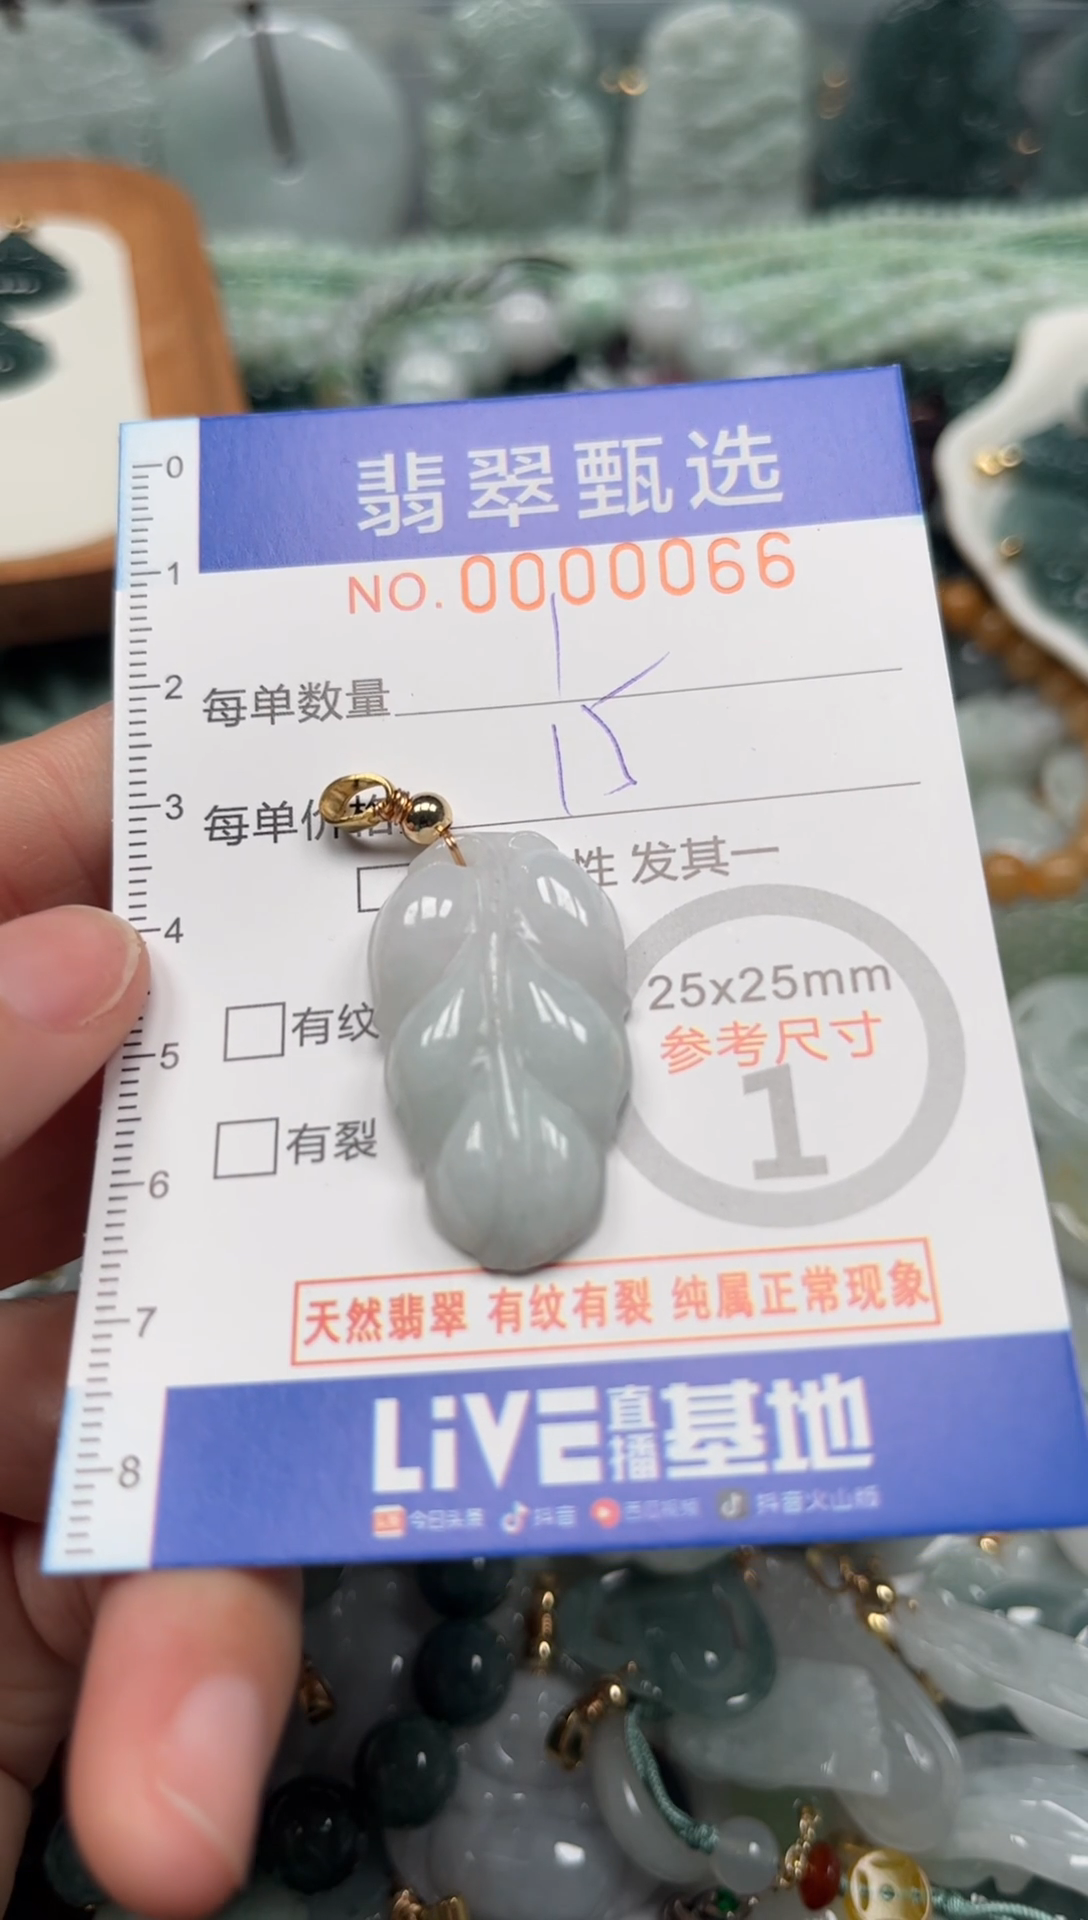 翡翠甄选
NO.0000066
每单数量 1
每单价格 15
性 发其一
25x25mm
参考尺寸
1
有纹
有裂
天然翡翠 有纹有裂 纯属正常现象
LiVE直播基地
今日头条 抖音 西瓜视频 抖音火山版
0
1
2
3
4
5
6
7
8